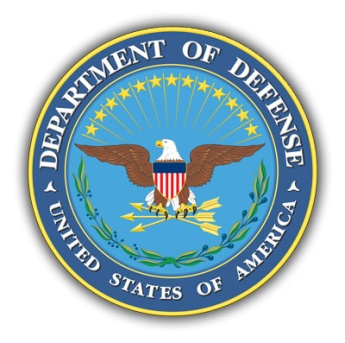 DEPARTMENT OF DEFENSE
UNITED STATES OF AMERICA